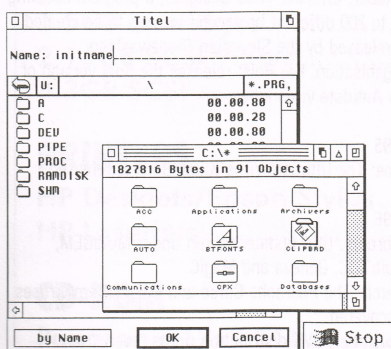 Titel
Name: initname
U: \ *.PRG,
A 00.00.80
C 00.00.28
DEV 00.00.80
PIPE
PROC
RAMDISK
SHM
C:\*
1827816 Bytes in 91 Objects
ACC Applications Archivers
AUTO BTFONTS CLIPBRD
Communications CPX Databases
by Name OK Cancel
Stop